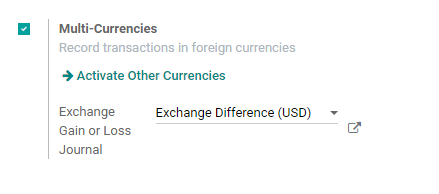 Multi-Currencies
Record transactions in foreign currencies
Activate Other Currencies
Exchange Exchange Difference (USD)
Gain or Loss
Journal